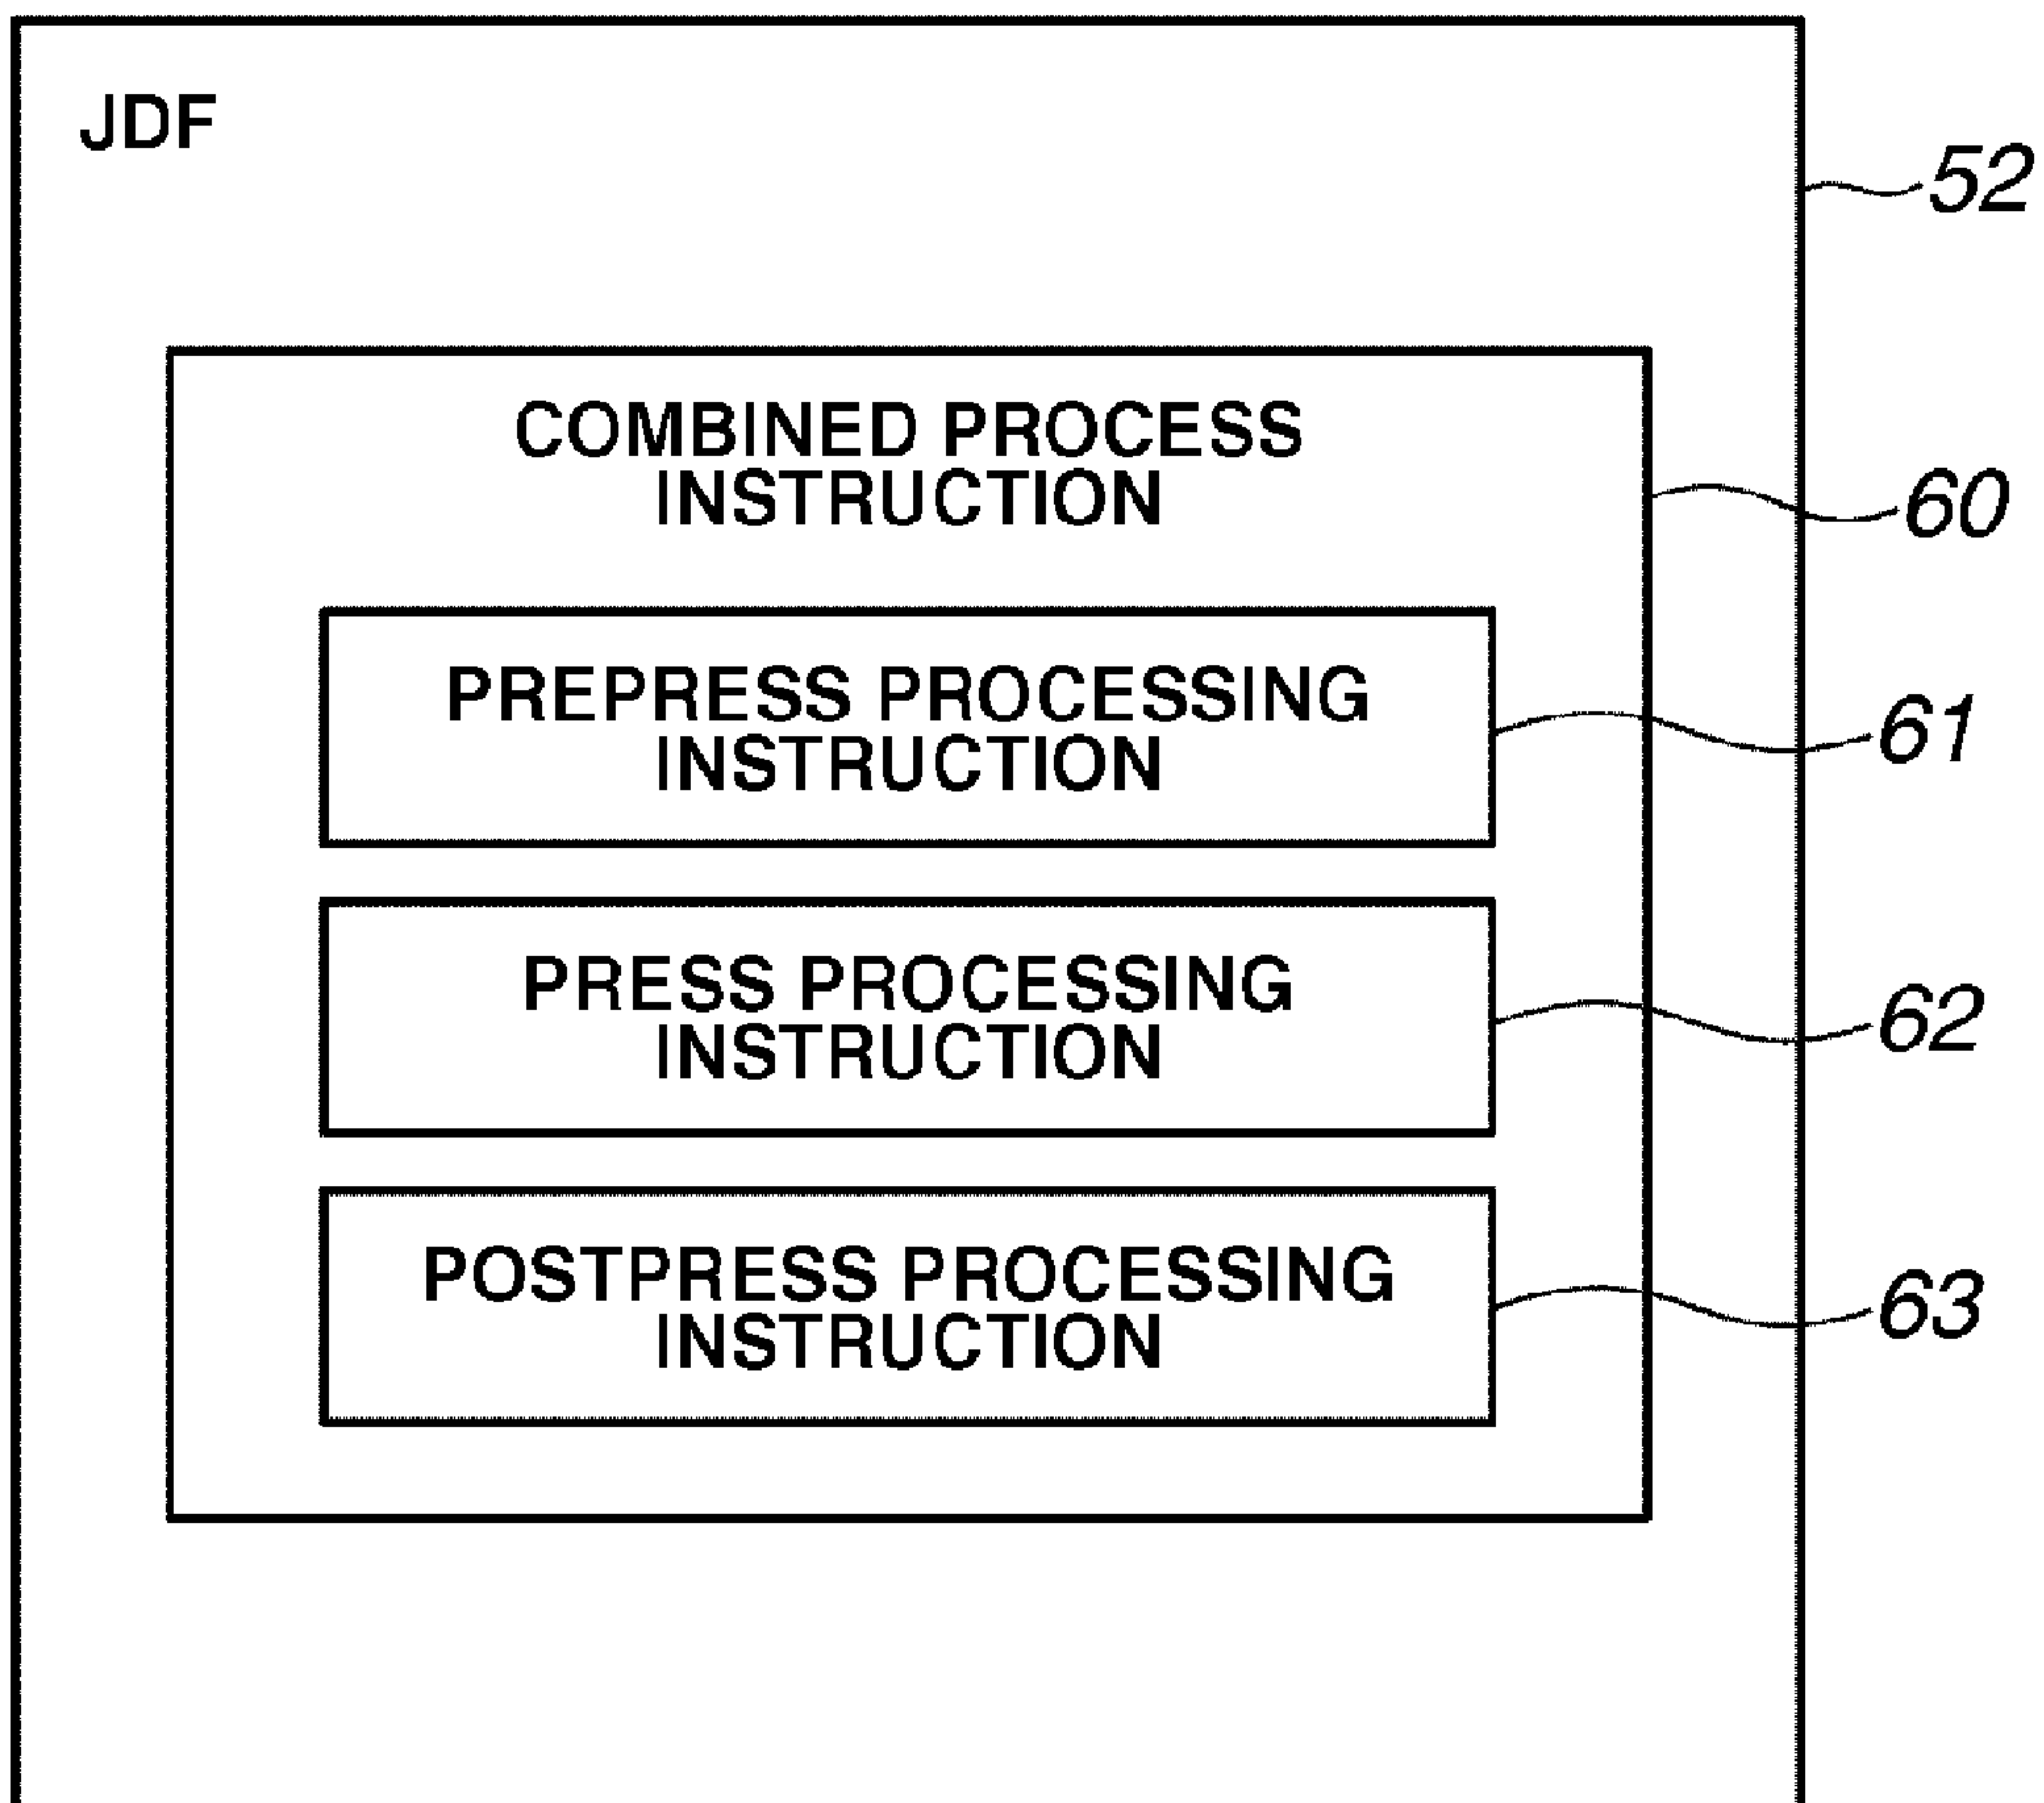 JDF
52
COMBINED PROCESS
INSTRUCTION
60
PREPRESS PROCESSING
INSTRUCTION
61
PRESS PROCESSING
INSTRUCTION
62
POSTPRESS PROCESSING
INSTRUCTION
63